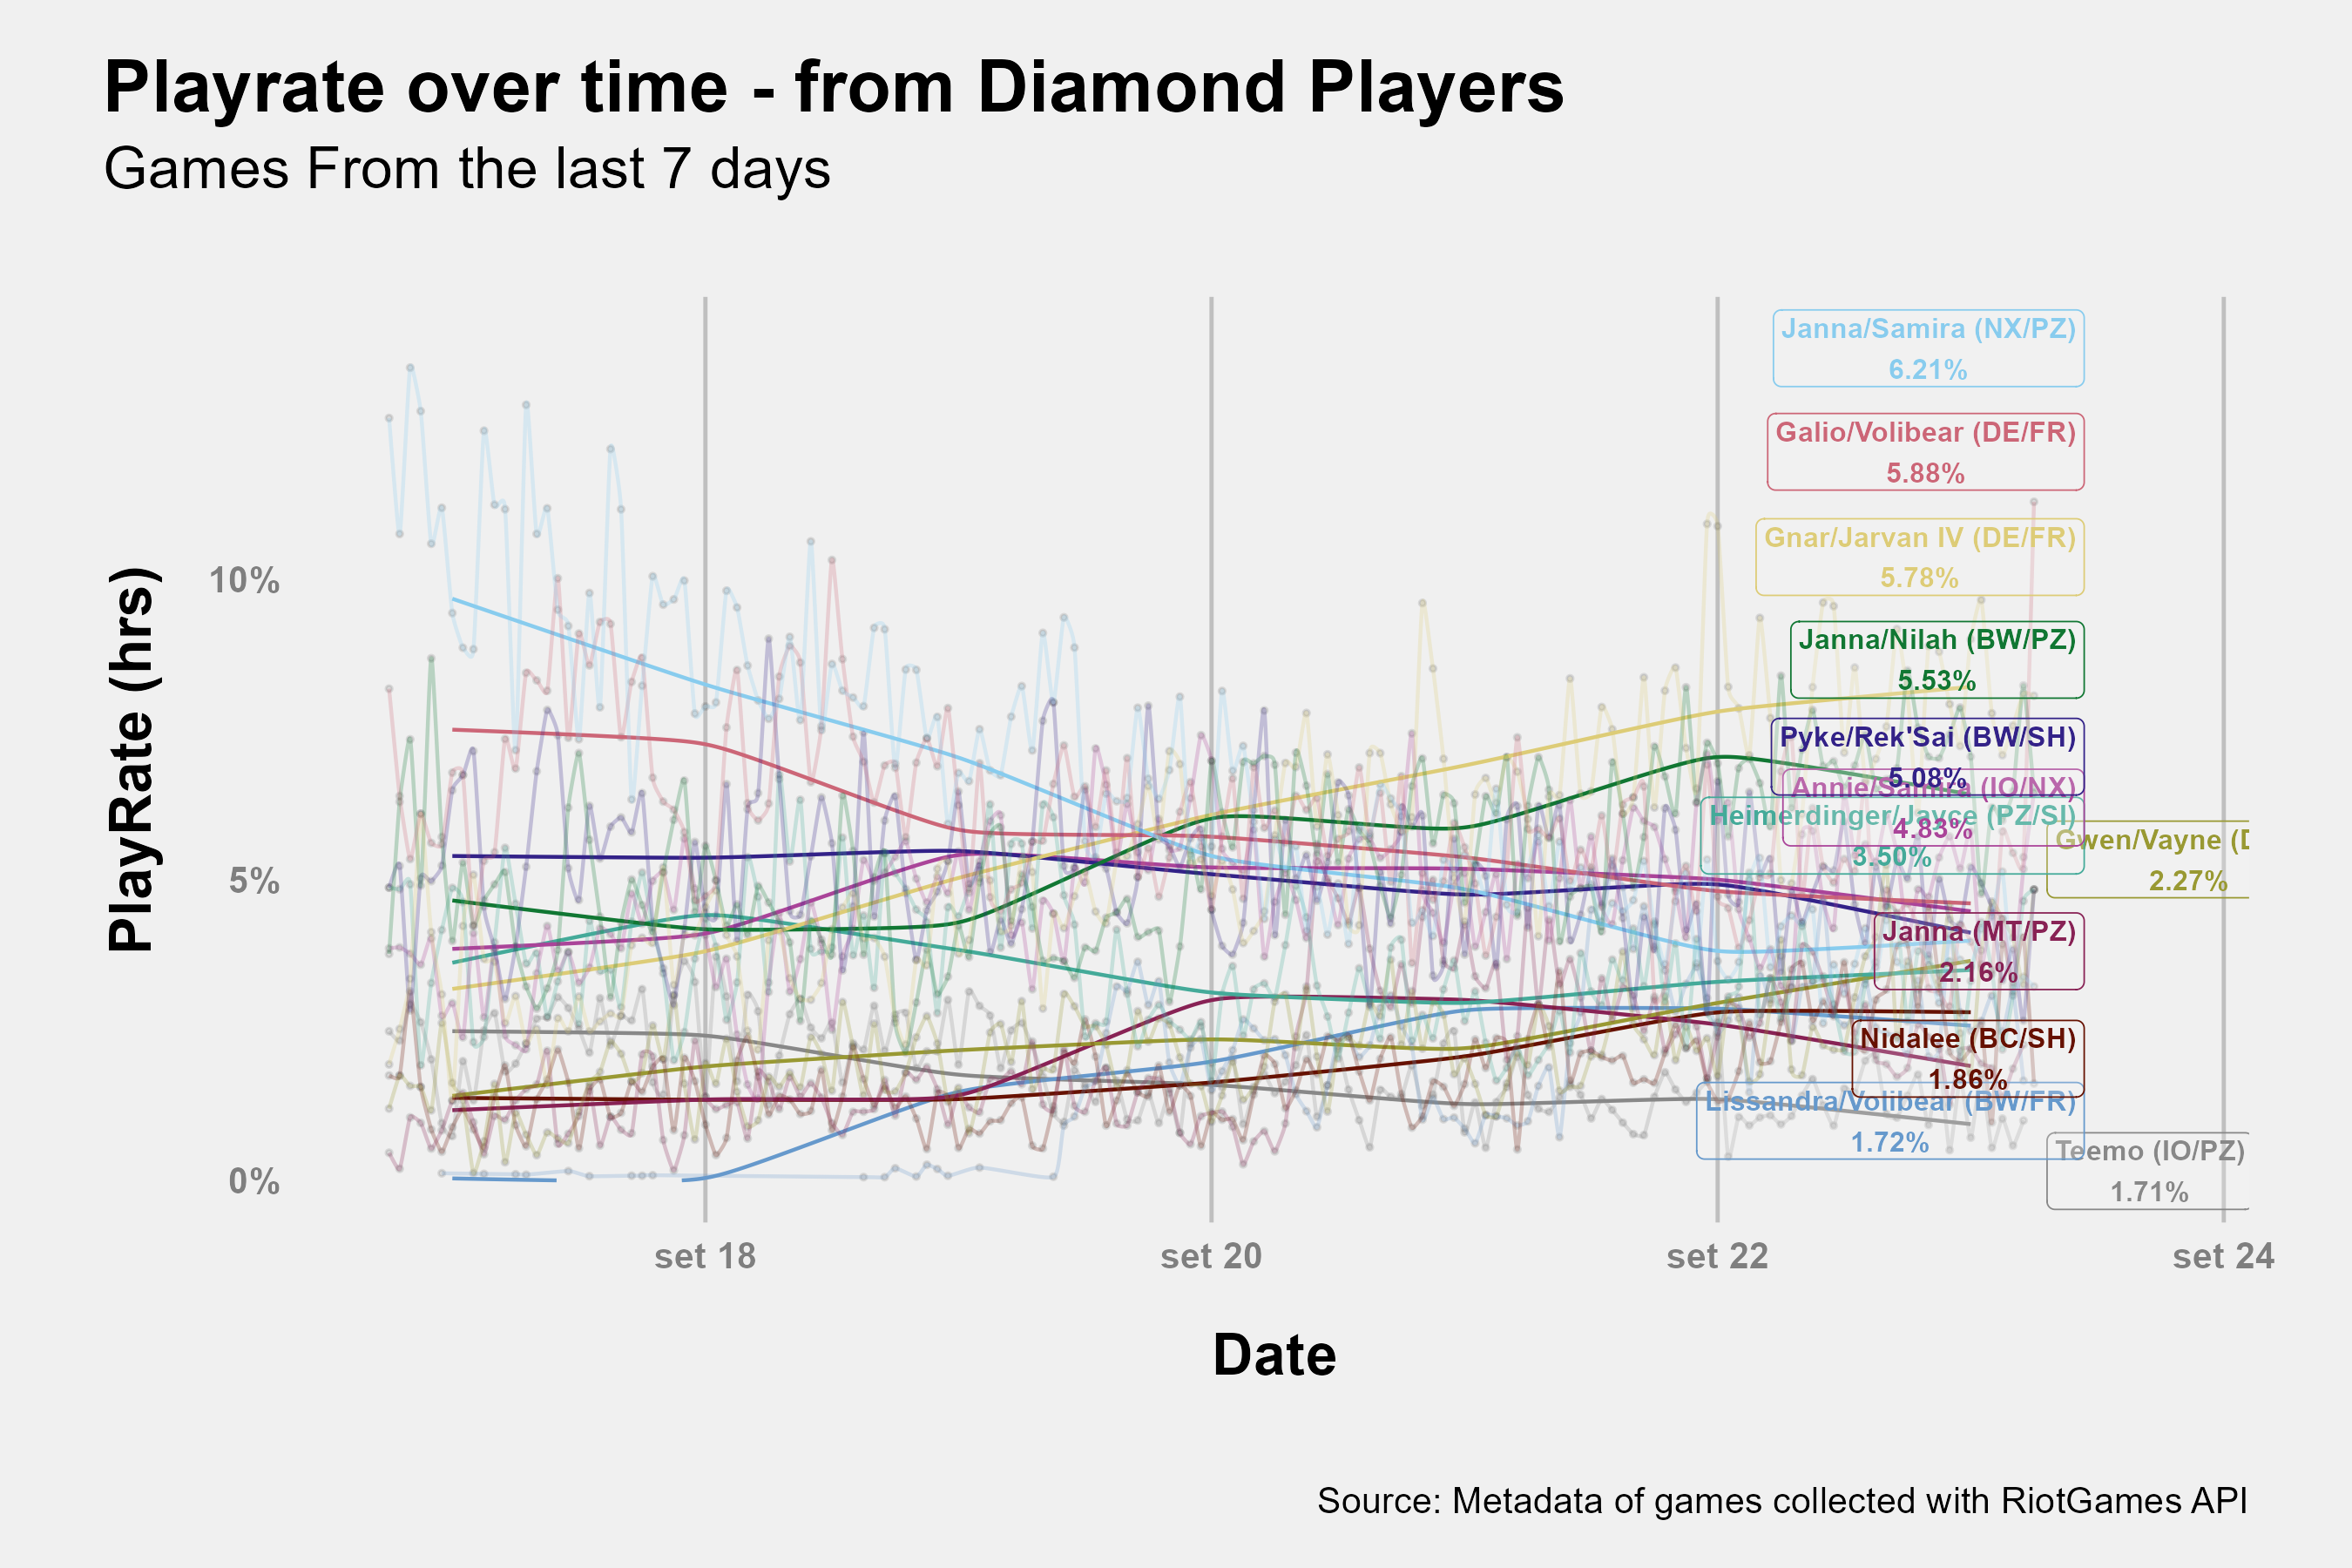 Playrate over time - from Diamond Players
Games From the last 7 days
PlayRate (hrs)
10%
5%
0%
Janna/Samira (NX/PZ)
6.21%
Galio/Volibear (DE/FR)
5.88%
Gnar/Jarvan IV (DE/FR)
5.78%
Janna/Nilah (BW/PZ)
5.53%
Pyke/Rek'Sai (BW/SH)
5.08%
Annie/Samira (IO/NX)
4.83%
Heimerdinger/Jayce (PZ/SI)
3.50%
Gwen/Vayne (D
2.27%
Janna (MT/PZ)
2.16%
Nidalee (BC/SH)
1.86%
Lissandra/Volibear (BW/FR)
1.72%
Teemo (IO/PZ)
1.71%
set 18
set 20
set 22
set 24
Date
Source: Metadata of games collected with RiotGames API